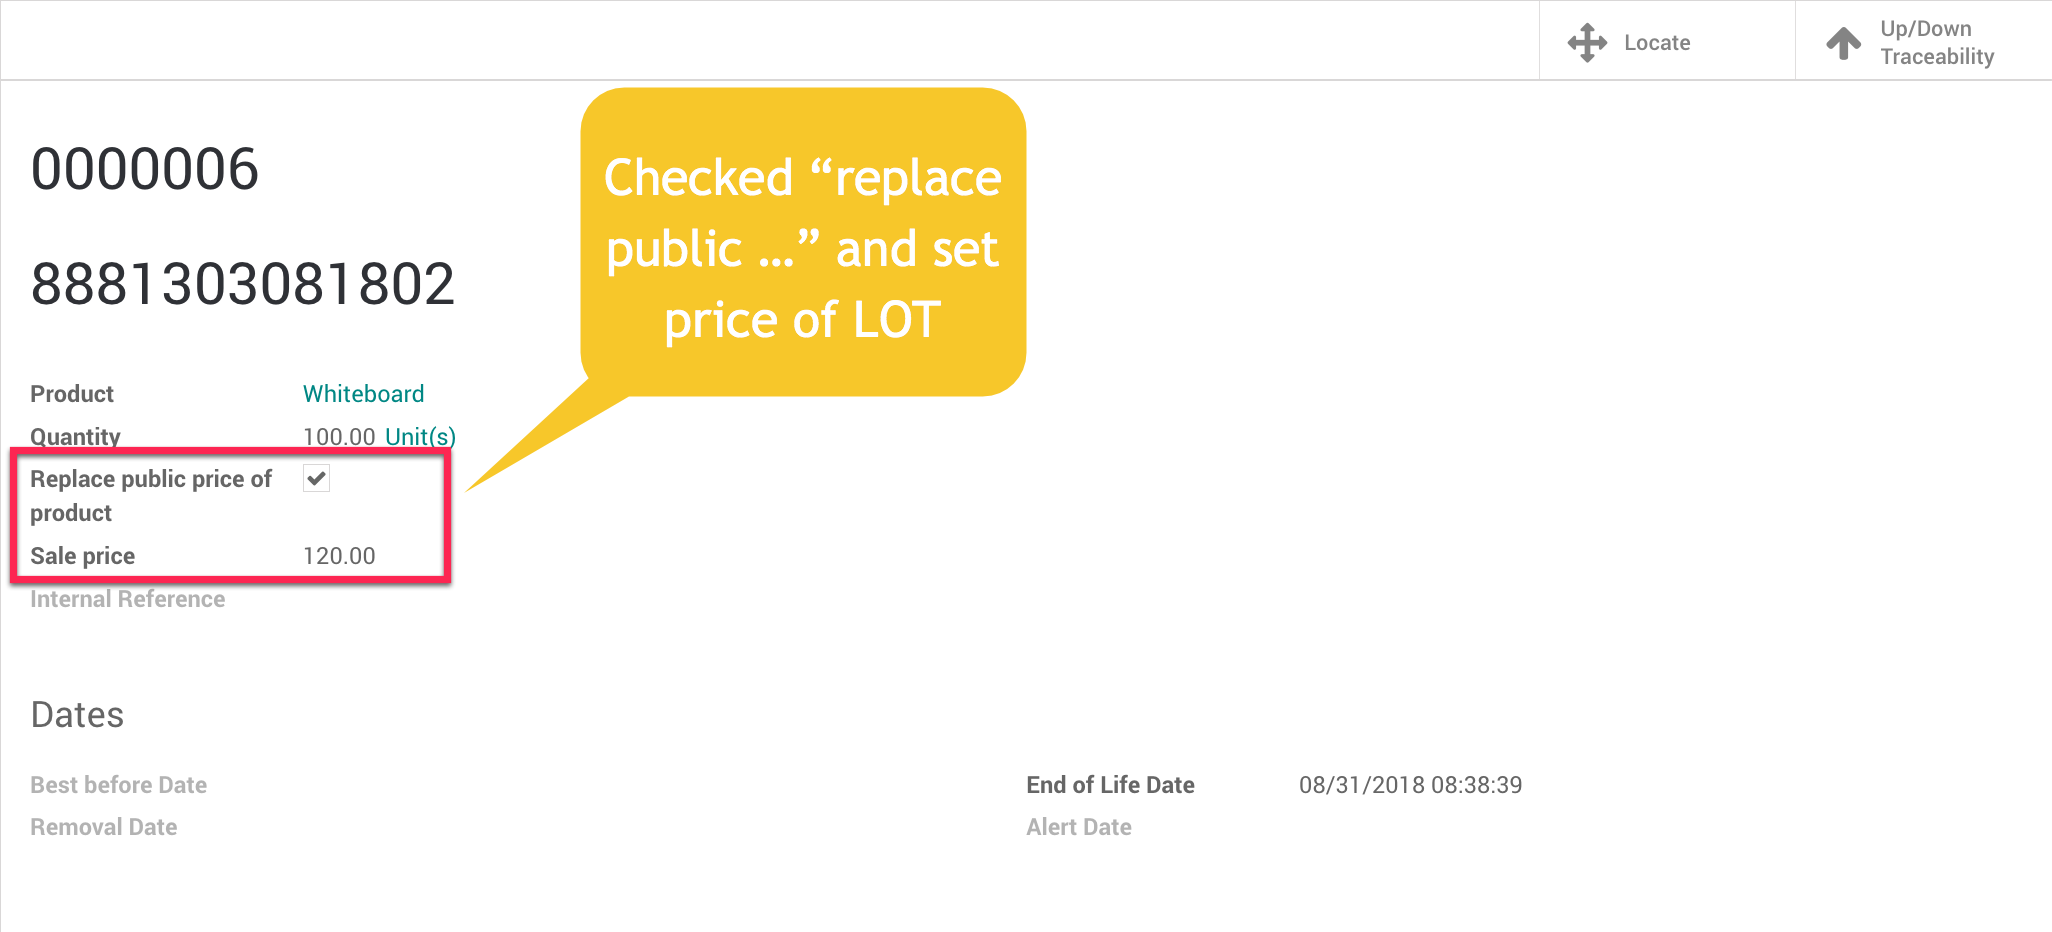 Locate
Up/Down
Traceability
0000006
8881303081802
Checked “replace
public ...” and set
price of LOT
Product Whiteboard
Quantity 100.00 Unit(s)
Replace public price of
product
Sale price 120.00
Internal Reference
Dates
Best before Date
End of Life Date 08/31/2018 08:38:39
Removal Date
Alert Date